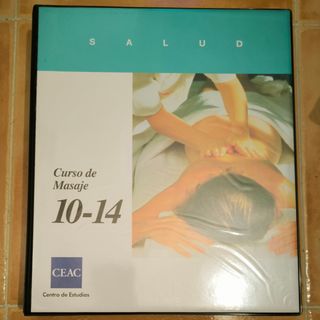 SALUD
Curso de
Masaje
10-14
CEAC
Centro de Estudios